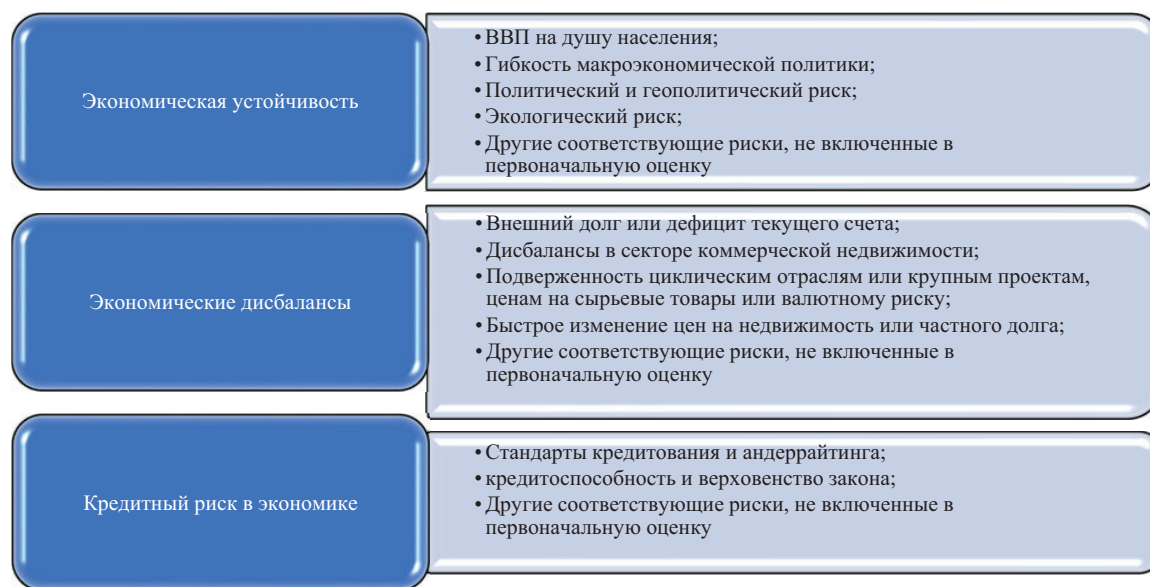 Экономическая устойчивость
• ВВП на душу населения;
• Гибкость макроэкономической политики;
• Политический и геополитический риск;
• Экологический риск;
• Другие соответствующие риски, не включенные в
первоначальную оценку
Экономические дисбалансы
• Внешний долг или дефицит текущего счета;
• Дисбалансы в секторе коммерческой недвижимости;
• Подверженность циклическим отраслям или крупным проектам,
ценам на сырьевые товары или валютному риску;
• Быстрое изменение цен на недвижимость или частного долга;
• Другие соответствующие риски, не включенные в
первоначальную оценку
Кредитный риск в экономике
• Стандарты кредитования и андеррайтинга;
• кредитоспособность и верховенство закона;
• Другие соответствующие риски, не включенные в
первоначальную оценку